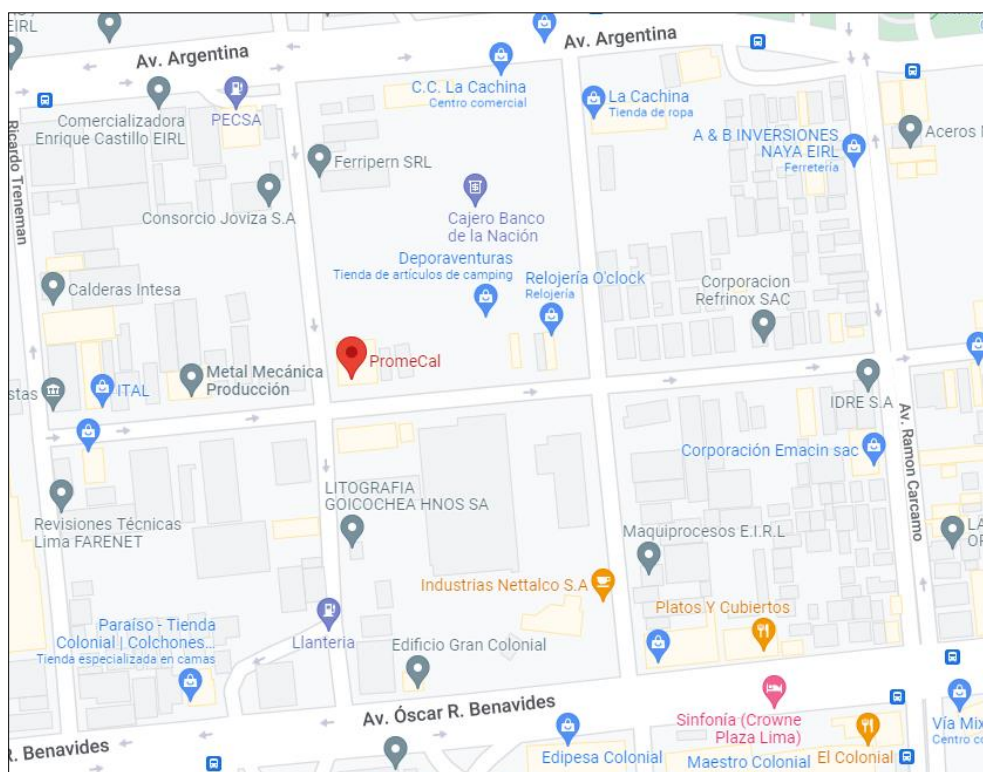 EIRL
Av. Argentina
Av. Argentina
C.C. La Cachina
Centro comercial
PECSA
Comercializadora
Enrique Castillo EIRL
La Cachina
Tienda de ropa
A & B INVERSIONES
NAYA EIRL
Ferretería
Aceros
Ricardo Treneman
Ferripern SRL
Consorcio Joviza S.A
Cajero Banco
de la Nación
Deporaventuras
Tienda de artículos de camping
Relojería O'clock
Relojería
Corporacion
Refrinox SAC
Calderas Intesa
PromeCal
Metal Mecánica
Producción
stas
ITAL
IDRE S.A
Av. Ramon Carcamo
Corporación Emacin sac
LITOGRAFIA
GOICOCHEA HNOS SA
Revisiones Técnicas
Lima FARENET
Maquiprocesos E.I.R.L
LA
OF
Industrias Nettalco S.A
Platos Y Cubiertos
Paraíso - Tienda
Colonial | Colchones...
Tienda especializada en camas
Llanteria
Edificio Gran Colonial
Av. Óscar R. Benavides
R. Benavides
Sinfonía (Crowne
Plaza Lima)
Edipesa Colonial
Maestro Colonial
El Colonial
Vía Mix
Centro co